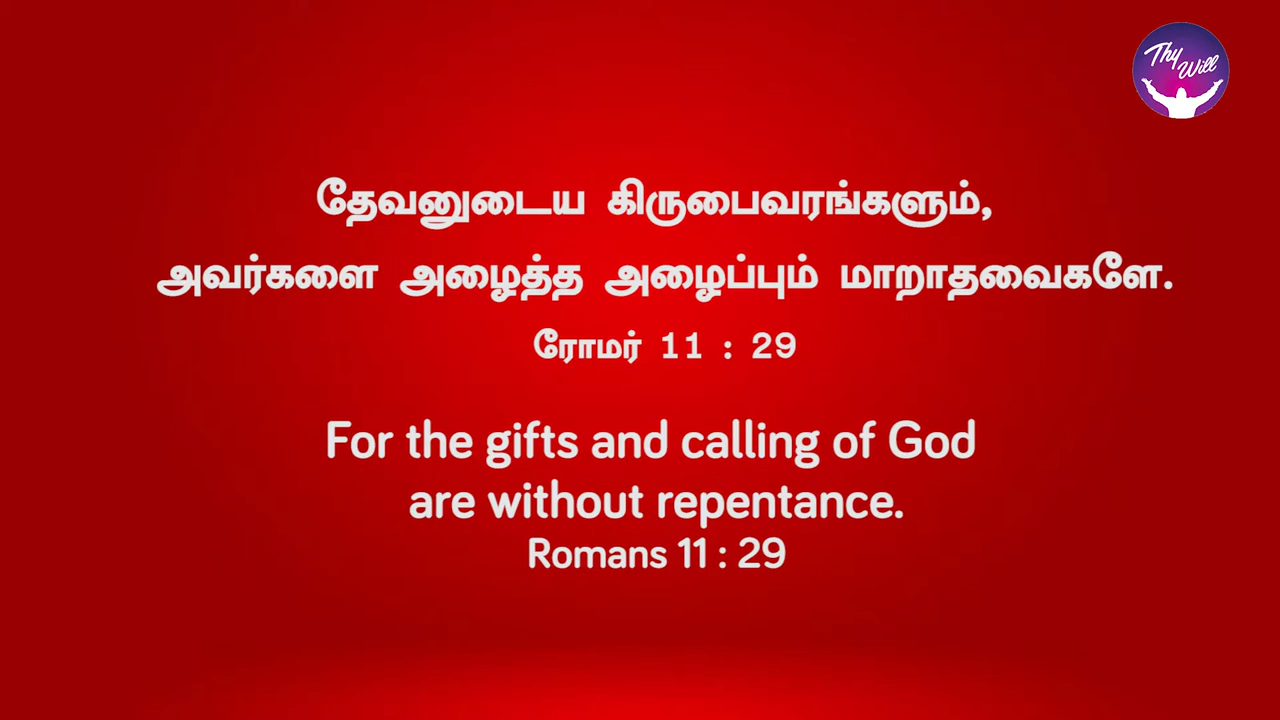 Thy Will
தேவனுடைய கிருபைவரங்களும்,
அவர்களை அழைத்த அழைப்பும் மாறாதவைகளே.
ரோமர் 11 : 29
For the gifts and calling of God
are without repentance.
Romans 11 : 29